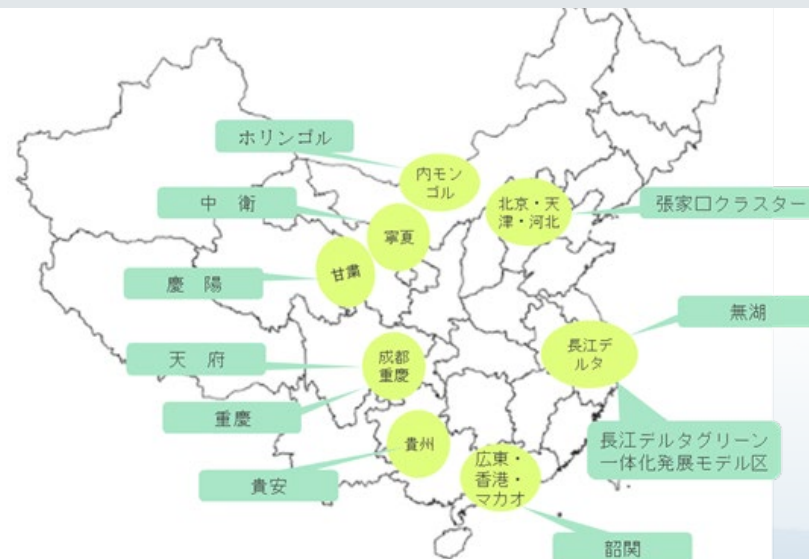 ホリンゴル
内モン
ゴル
中　衛
寧夏
北京・天
津・河北
張家口クラスター
慶　陽
甘粛
無湖
天　府
成都
重慶
長江デ
ルタ
重慶
貴州
長江デルタグリーン
一体化発展モデル区
貴安
広東・
香港・
マカオ
韶関